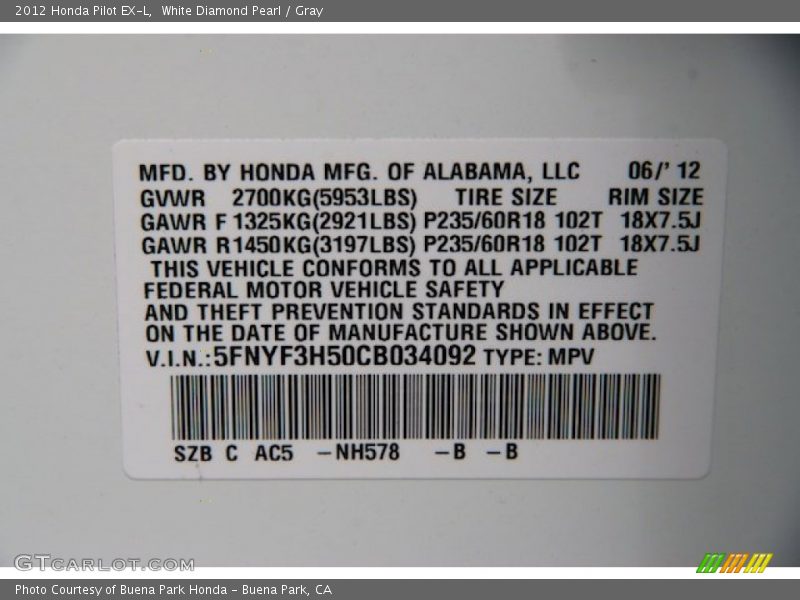 2012 Honda Pilot EX-L, White Diamond Pearl / Gray
MFD. BY HONDA MFG. OF ALABAMA, LLC 06/' 12
GVWR 2700KG(5953LBS) TIRE SIZE RIM SIZE
GAWR F 1325KG(2921LBS) P235/60R18 102T 18X7.5J
GAWR R1450KG(3197LBS) P235/60R18 102T 18X7.5J
THIS VEHICLE CONFORMS TO ALL APPLICABLE
FEDERAL MOTOR VEHICLE SAFETY
AND THEFT PREVENTION STANDARDS IN EFFECT
ON THE DATE OF MANUFACTURE SHOWN ABOVE.
V.I.N.:5FNYF3H50CB034092 TYPE: MPV
SZB C AC5 -NH578 -B -B
GTCARLOT.COM
Photo Courtesy of Buena Park Honda - Buena Park, CA